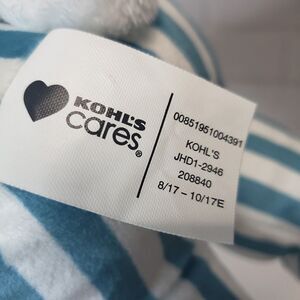 KOHL'S
cares®
00851951004391
KOHL'S
JHD1-2946
208840
8/17 - 10/17E